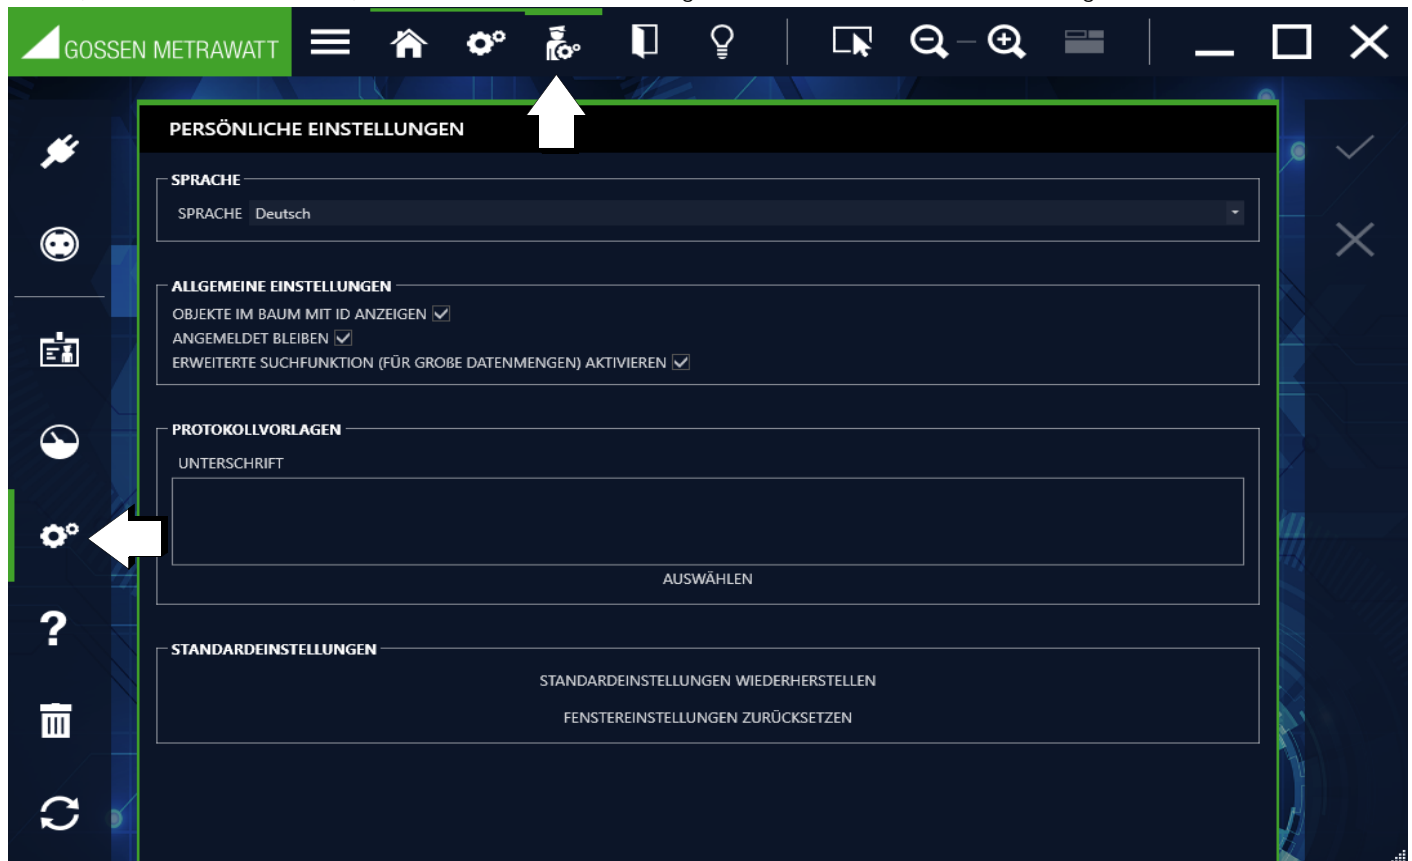 GOSSEN METRAWATT
PERSÖNLICHE EINSTELLUNGEN
SPRACHE
SPRACHE Deutsch
ALLGEMEINE EINSTELLUNGEN
OBJEKTE IM BAUM MIT ID ANZEIGEN
ANGEMELDET BLEIBEN
ERWEITERTE SUCHFUNKTION (FÜR GROßE DATENMENGEN) AKTIVIEREN
PROTOKOLLVORLAGEN
UNTERSCHRIFT
AUSWÄHLEN
STANDARDEINSTELLUNGEN
STANDARDEINSTELLUNGEN WIEDERHERSTELLEN
FENSTEREINSTELLUNGEN ZURÜCKSETZEN